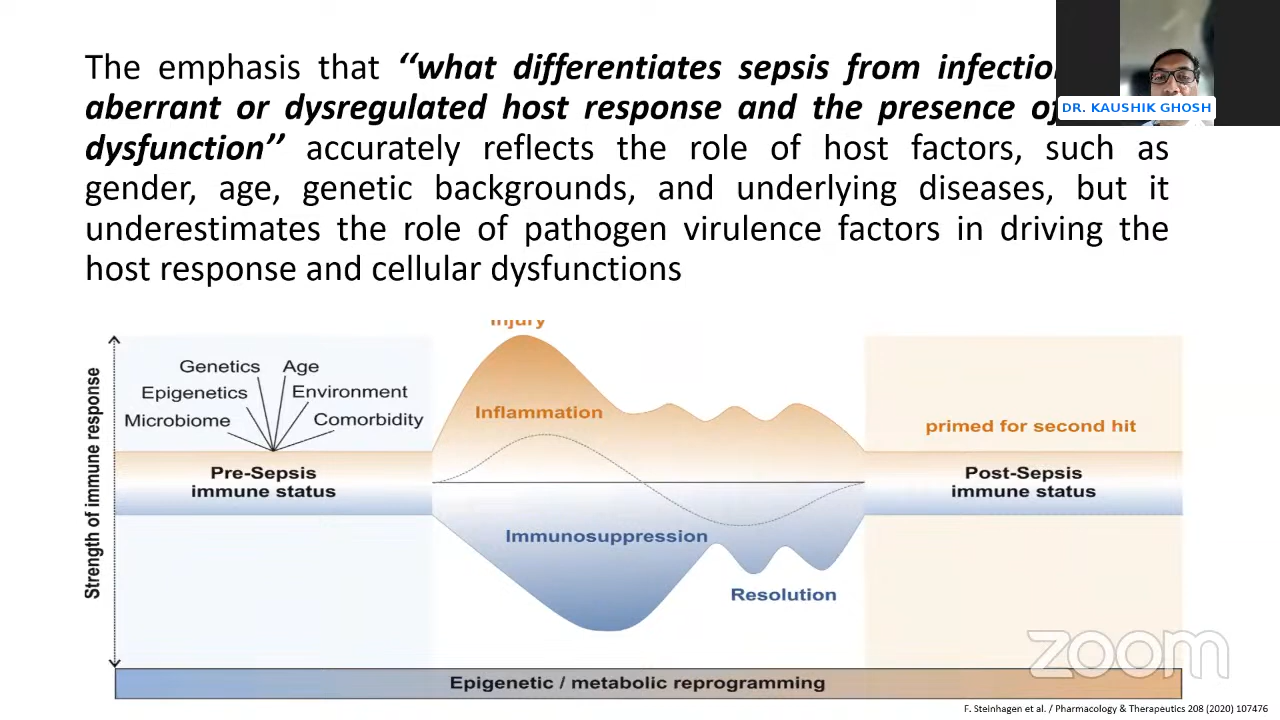 The emphasis that “what differentiates sepsis from infection
aberrant or dysregulated host response and the presence of
dysfunction” accurately reflects the role of host factors, such as
gender, age, genetic backgrounds, and underlying diseases, but it
underestimates the role of pathogen virulence factors in driving the
host response and cellular dysfunctions
DR. KAUSHIK GHOSH
Injury
Strength of immune response
Genetics
Age
Epigenetics
Environment
Microbiome
Comorbidity
Pre-Sepsis
immune status
Inflammation
Immunosuppression
Resolution
primed for second hit
Post-Sepsis
immune status
Epigenetic / metabolic reprogramming
zoom
F. Steinhagen et al. / Pharmacology & Therapeutics 208 (2020) 107476